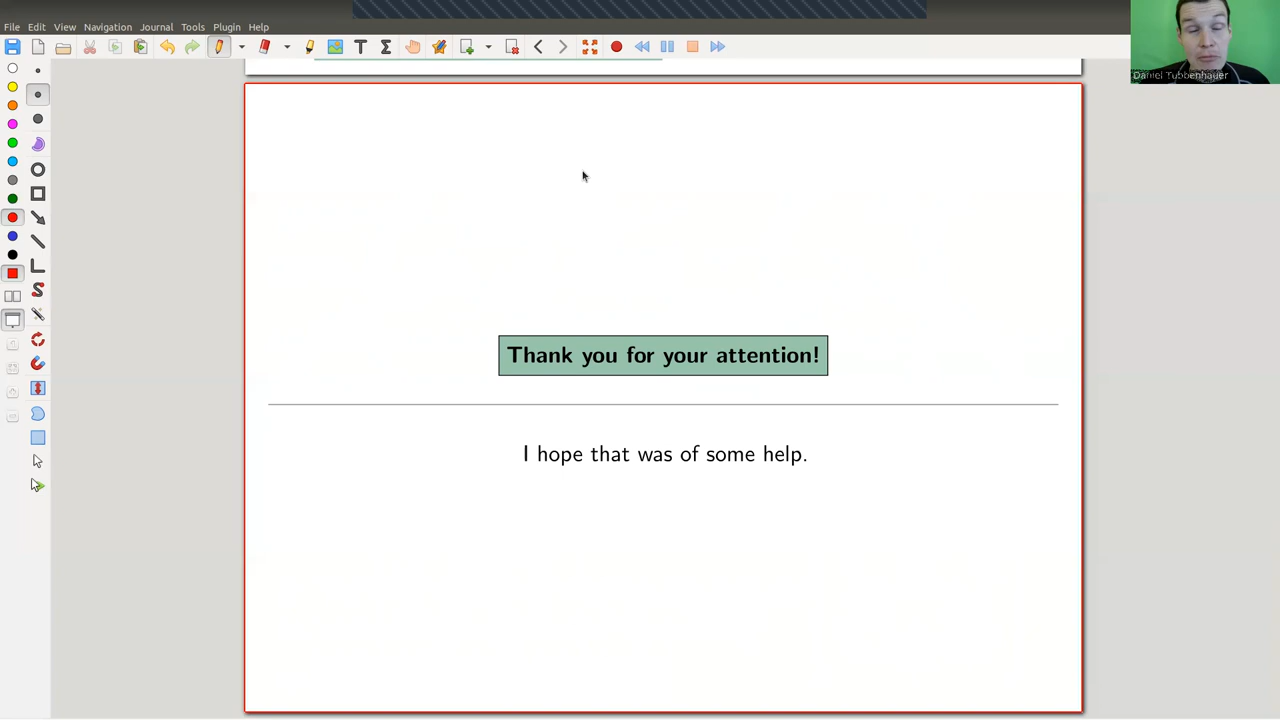 File Edit View Navigation Journal Tools Plugin Help
Daniel Tubbenhauer
Thank you for your attention!
I hope that was of some help.